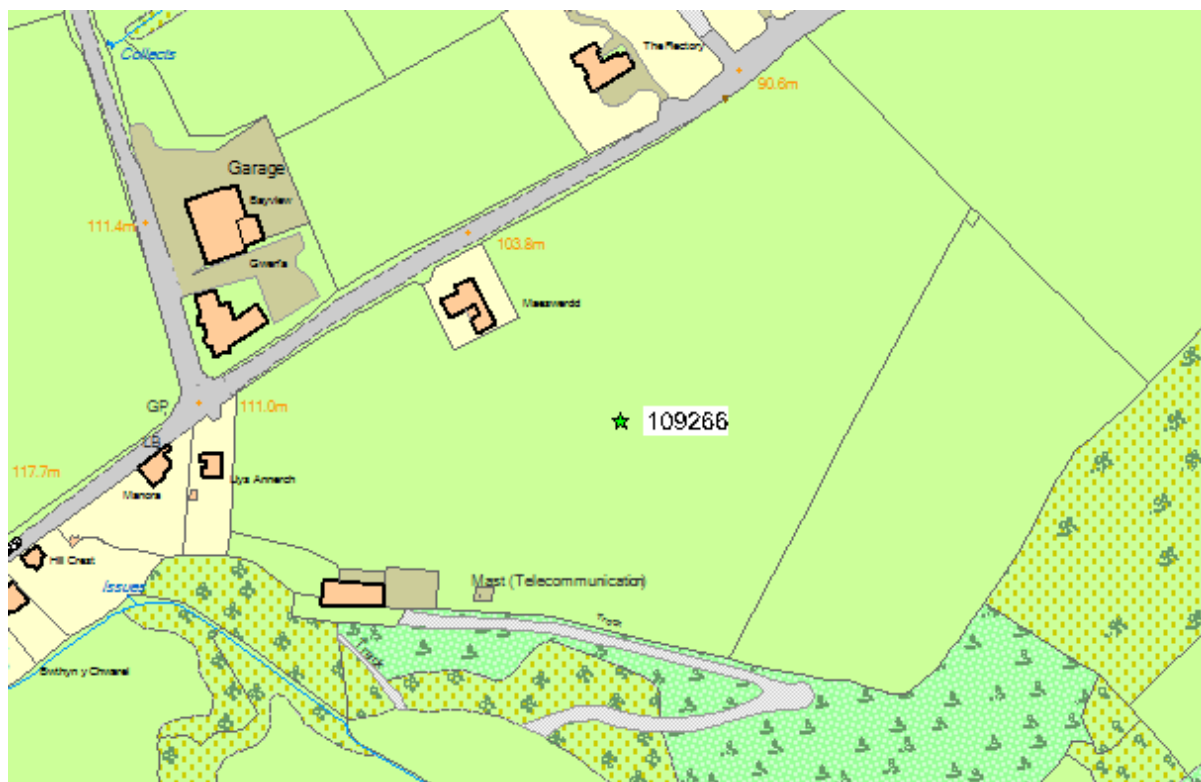 Collects
The Rectory
90.6m
Garage
Bayview
111.4m
103.8m
Gwerfa
Maeswerdd
GP
111.0m
109266
LB
117.7m
Llys Annerch
Manora
Hill Crest
Issues
Mast (Telecommunication)
Track
Track
Bwthyn y Chwarel